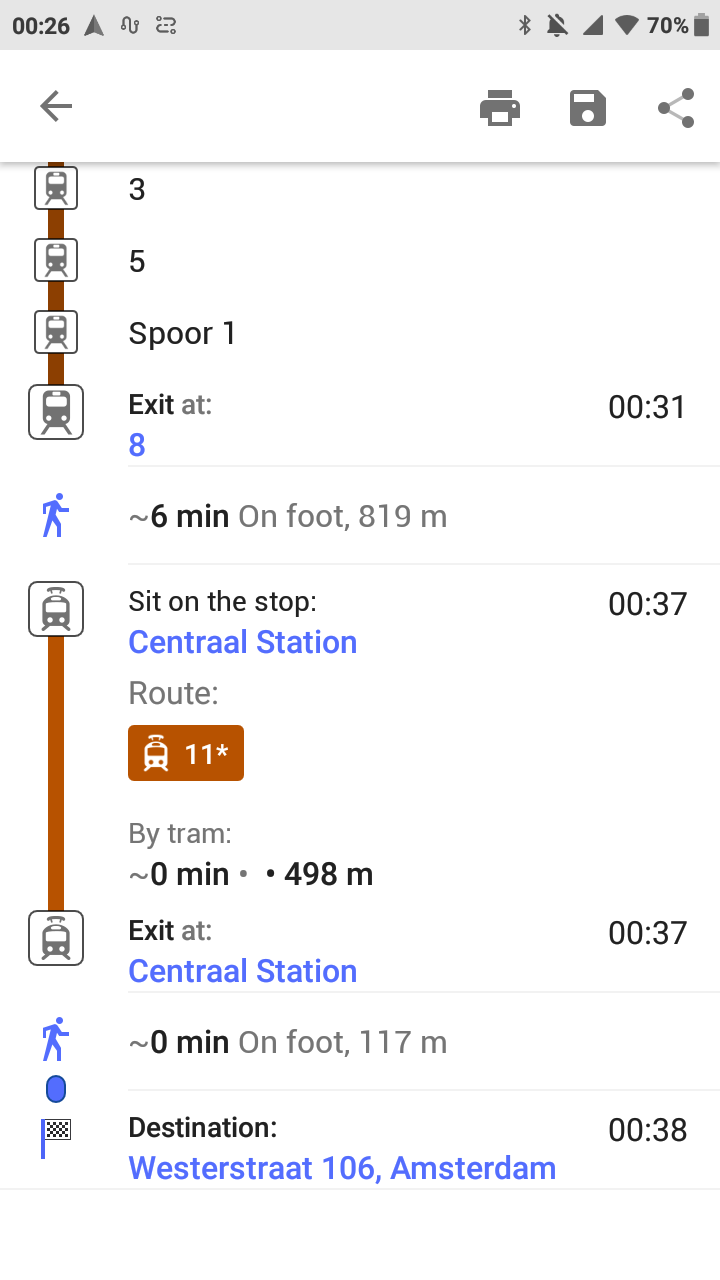 00:26
70%
3
5
Spoor 1
Exit at: 00:31
8
~6 min On foot, 819 m
Sit on the stop: 00:37
Centraal Station
Route:
11*
By tram:
~0 min • • 498 m
Exit at: 00:37
Centraal Station
~0 min On foot, 117 m
Destination: 00:38
Westerstraat 106, Amsterdam